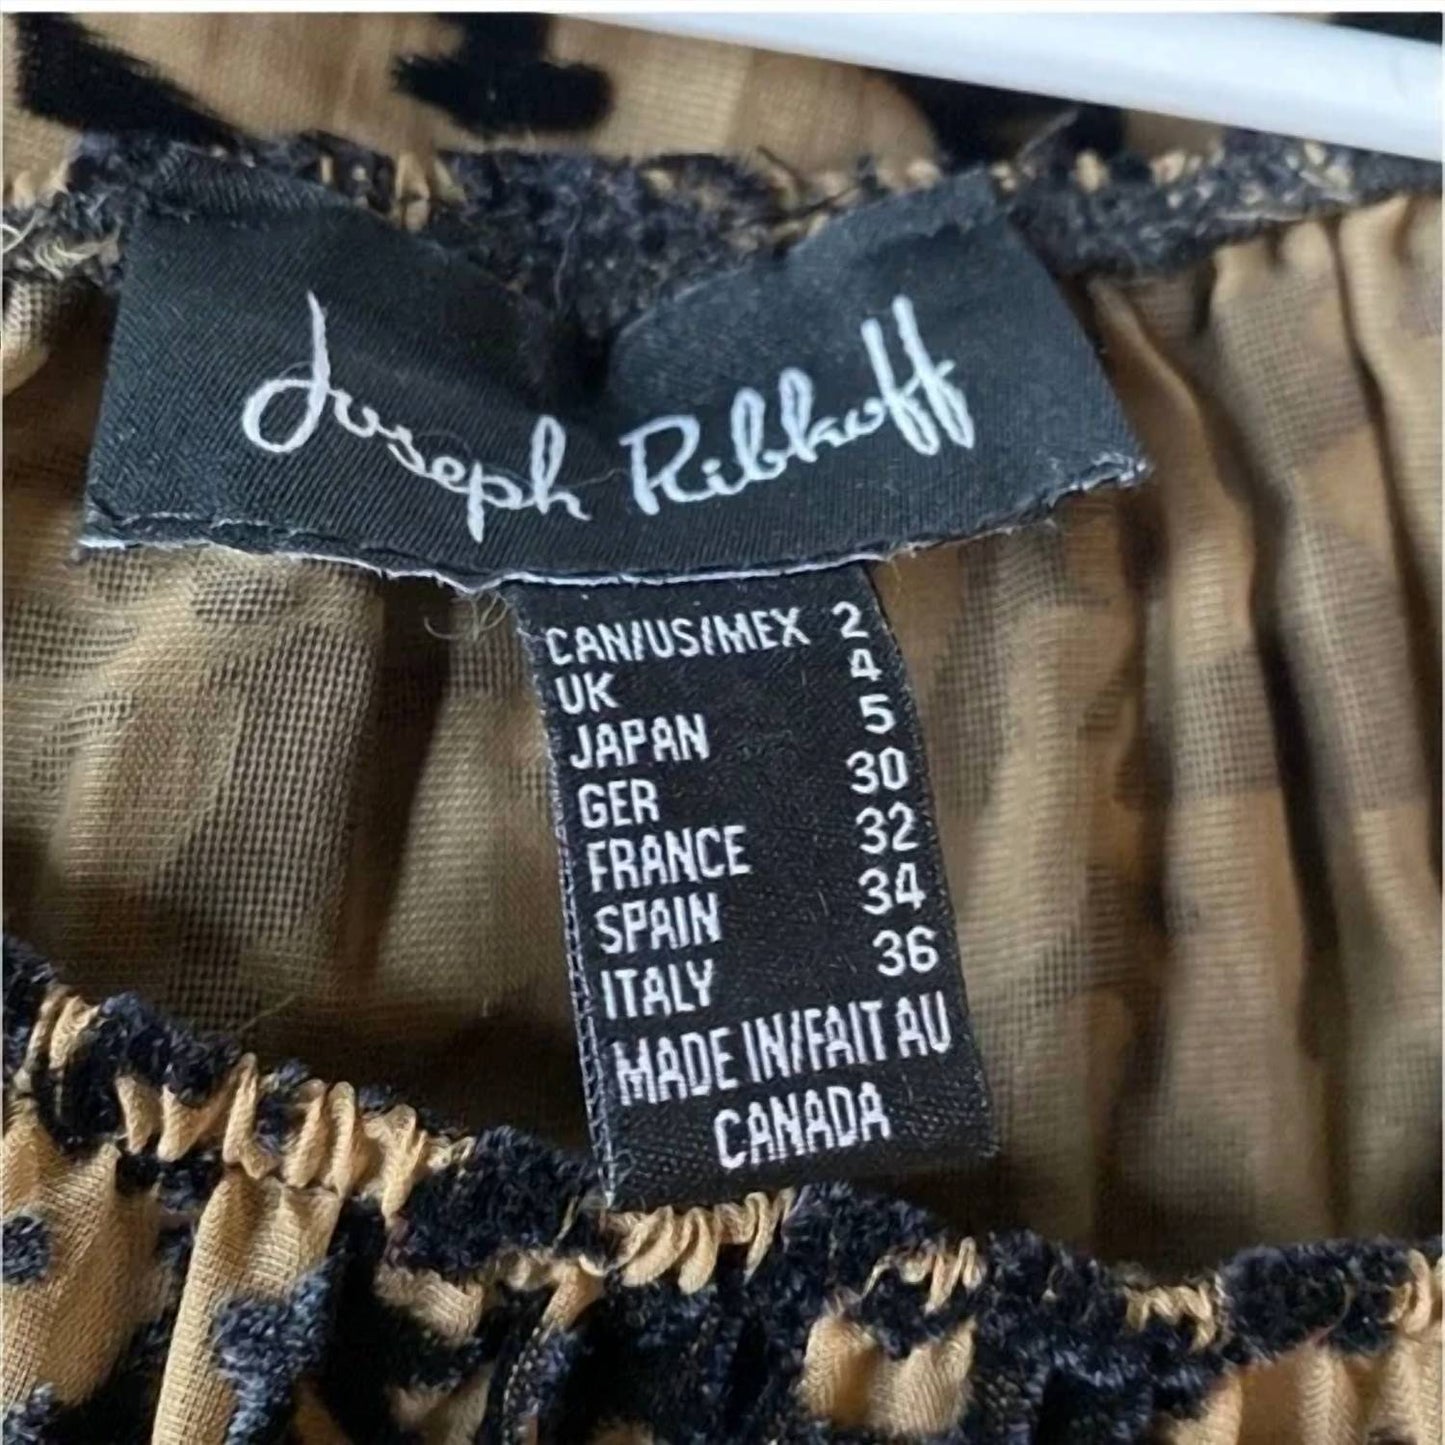 Joseph Ribkoff
CAN/US/MEX 2
UK 4
JAPAN 5
GER 30
FRANCE 32
SPAIN 34
ITALY 36
MADE IN/FAIT AU
CANADA